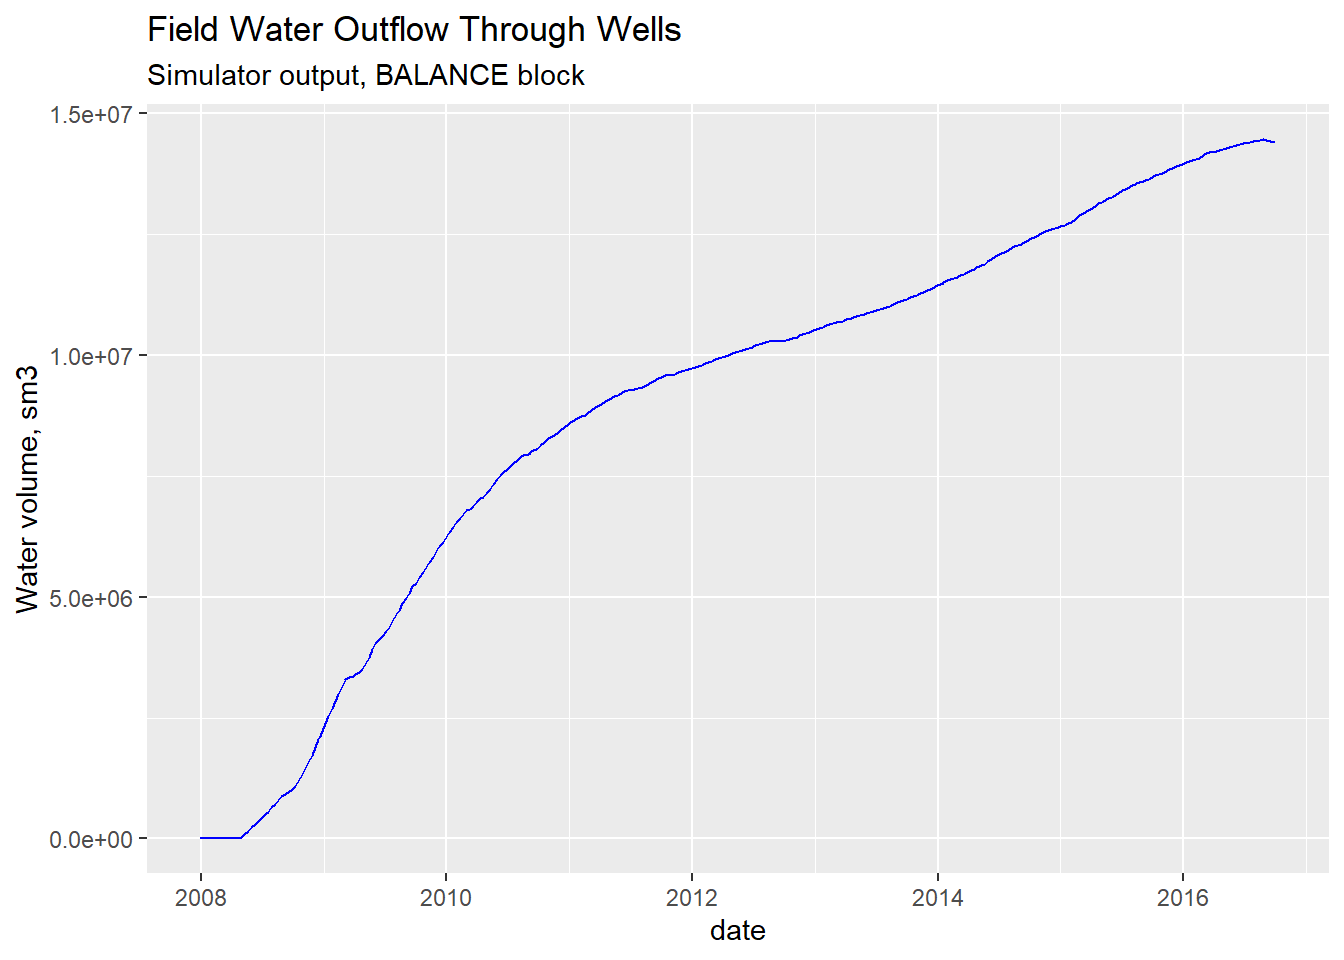 Field Water Outflow Through Wells
Simulator output, BALANCE block
Water volume, sm3
1.5e+07
1.0e+07
5.0e+06
0.0e+00
2008 2010 2012 2014 2016
date